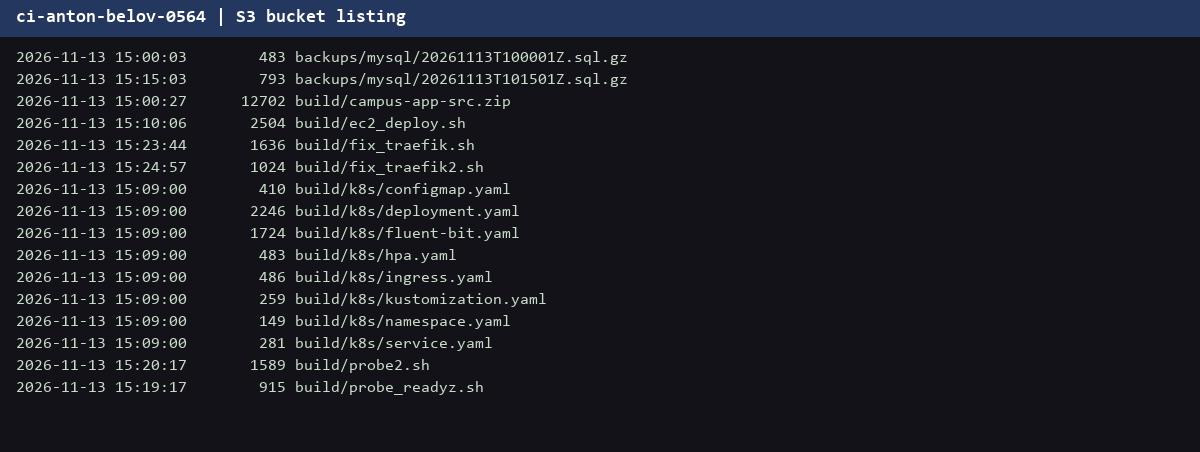 ci-anton-belov-0564 | S3 bucket listing
2026-11-13 15:00:03        483 backups/mysql/20261113T100001Z.sql.gz
2026-11-13 15:15:03        793 backups/mysql/20261113T101501Z.sql.gz
2026-11-13 15:00:27      12702 build/campus-app-src.zip
2026-11-13 15:10:06       2504 build/ec2_deploy.sh
2026-11-13 15:23:44       1636 build/fix_traefik.sh
2026-11-13 15:24:57       1024 build/fix_traefik2.sh
2026-11-13 15:09:00        410 build/k8s/configmap.yaml
2026-11-13 15:09:00       2246 build/k8s/deployment.yaml
2026-11-13 15:09:00       1724 build/k8s/fluent-bit.yaml
2026-11-13 15:09:00        483 build/k8s/hpa.yaml
2026-11-13 15:09:00        486 build/k8s/ingress.yaml
2026-11-13 15:09:00        259 build/k8s/kustomization.yaml
2026-11-13 15:09:00        149 build/k8s/namespace.yaml
2026-11-13 15:09:00        281 build/k8s/service.yaml
2026-11-13 15:20:17       1589 build/probe2.sh
2026-11-13 15:19:17        915 build/probe_readyz.sh